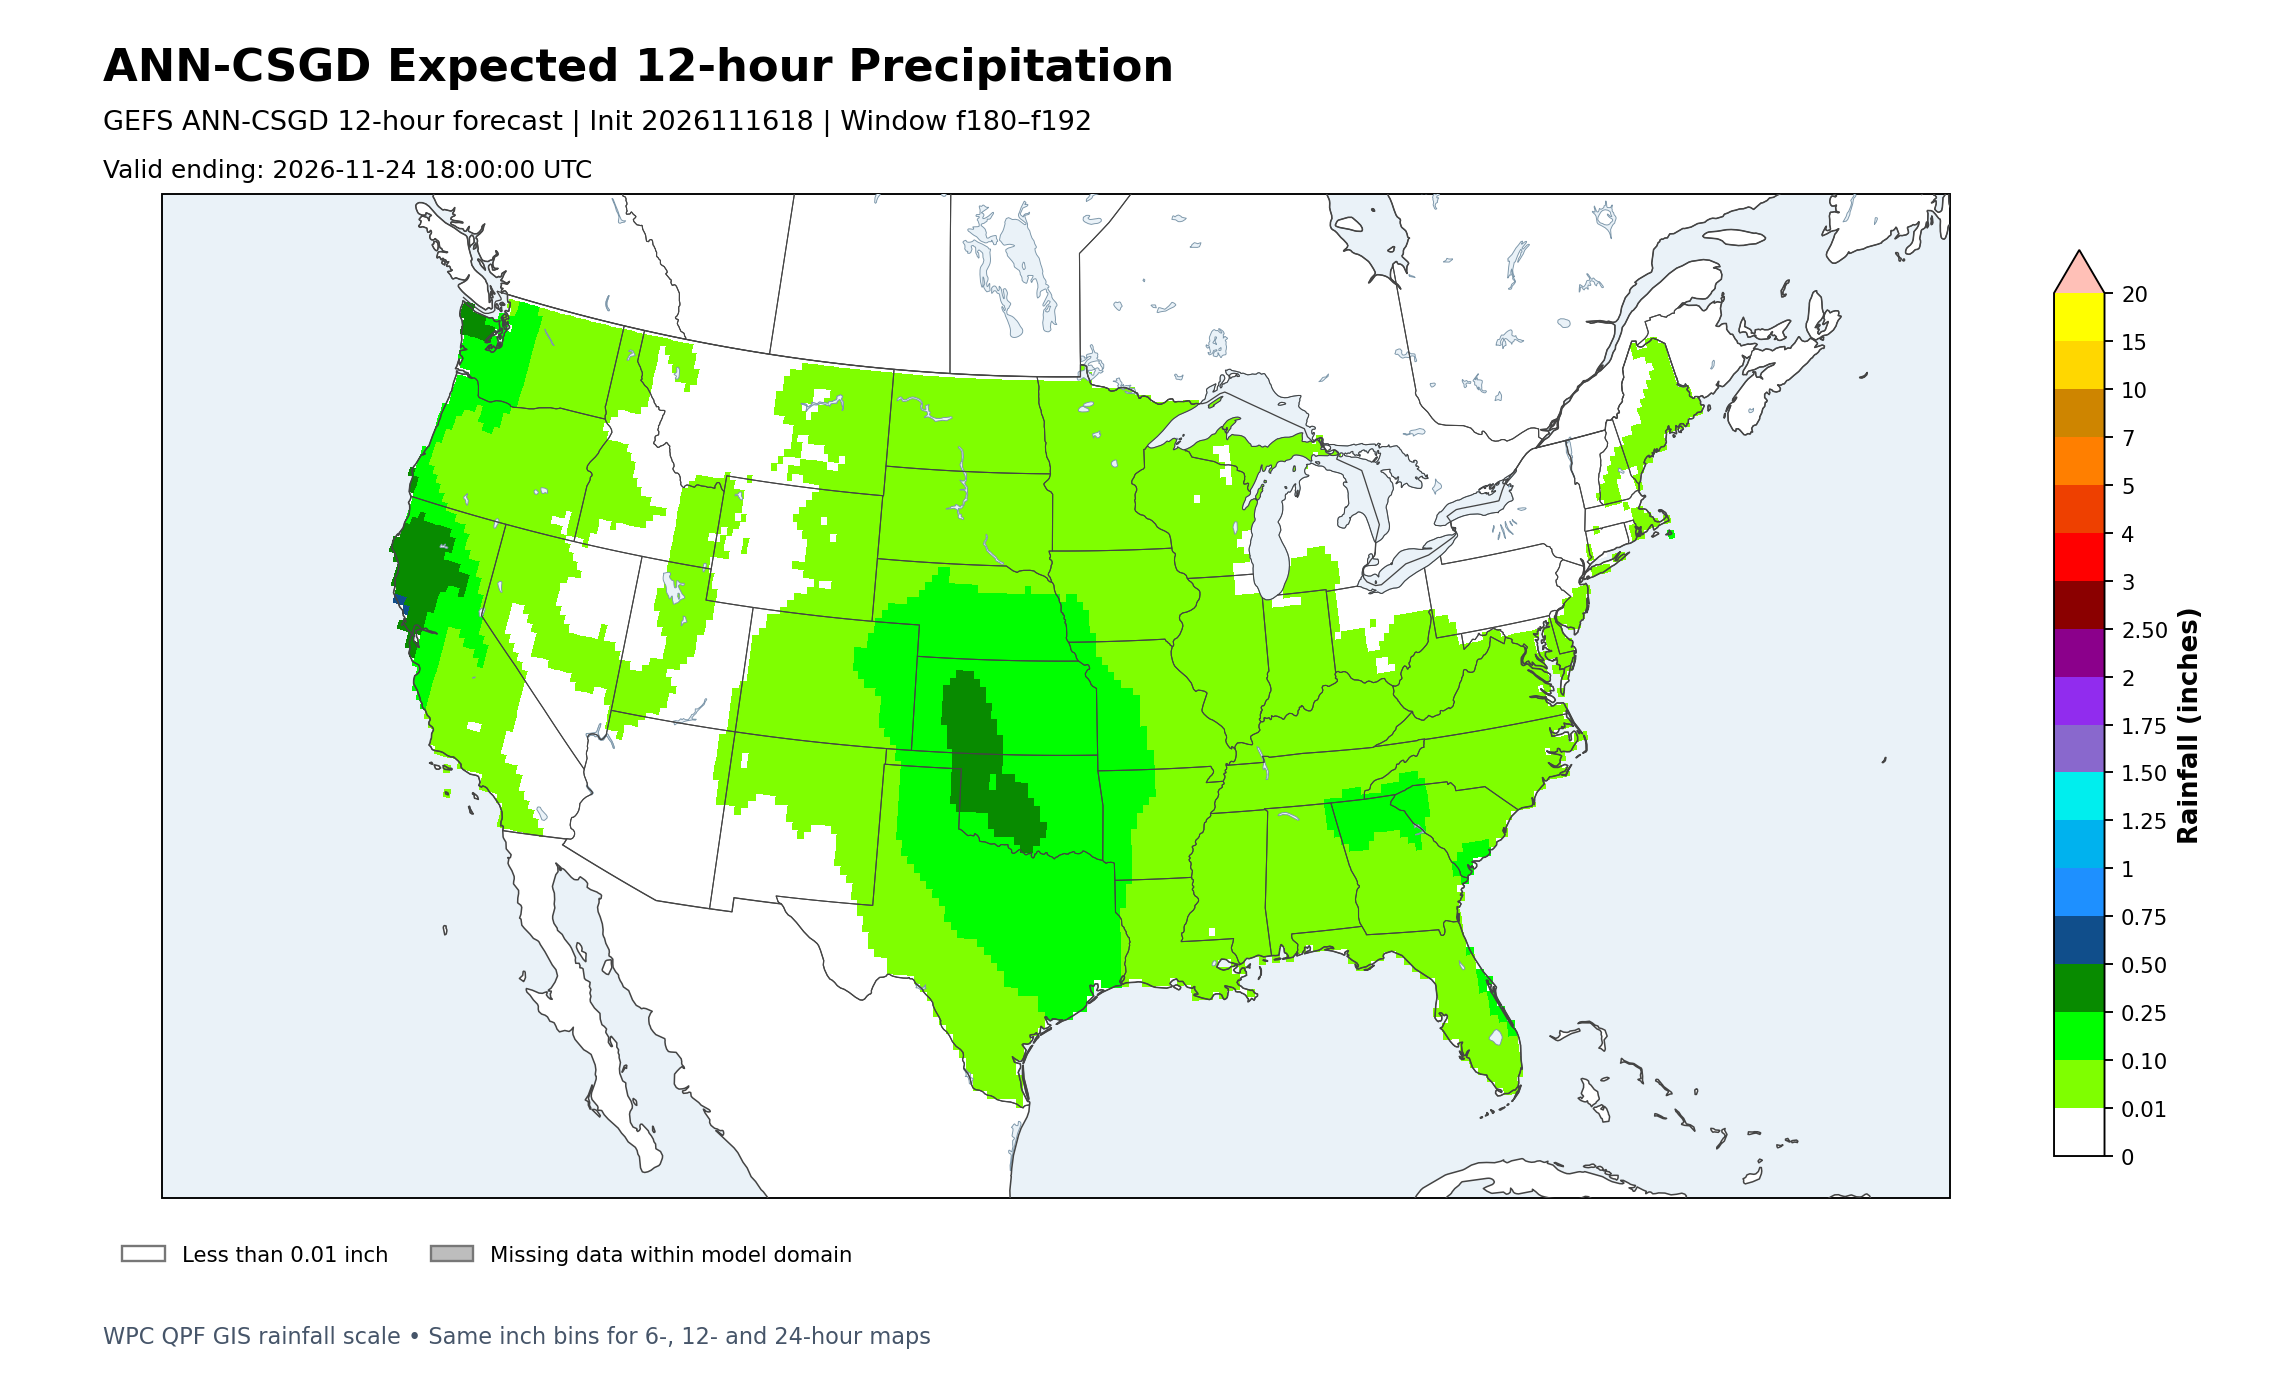 ANN-CSGD Expected 12-hour Precipitation
GEFS ANN-CSGD 12-hour forecast | Init 2026111618 | Window f180–f192
Valid ending: 2026-11-24 18:00:00 UTC
20
15
10
7
5
4
3
2.50
2
1.75
1.50
1.25
1
0.75
0.50
0.25
0.10
0.01
0
Rainfall (inches)
Less than 0.01 inch
Missing data within model domain
WPC QPF GIS rainfall scale • Same inch bins for 6-, 12- and 24-hour maps